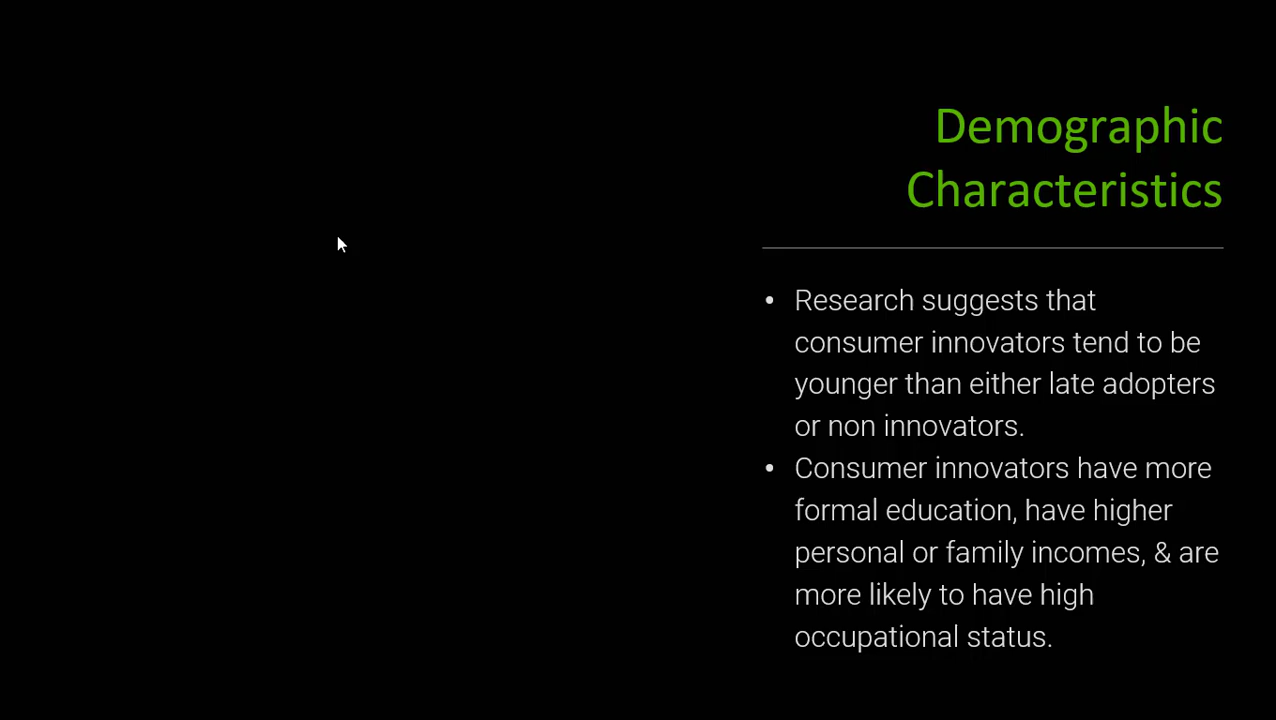 Demographic
Characteristics
• Research suggests that
consumer innovators tend to be
younger than either late adopters
or non innovators.
• Consumer innovators have more
formal education, have higher
personal or family incomes, & are
more likely to have high
occupational status.